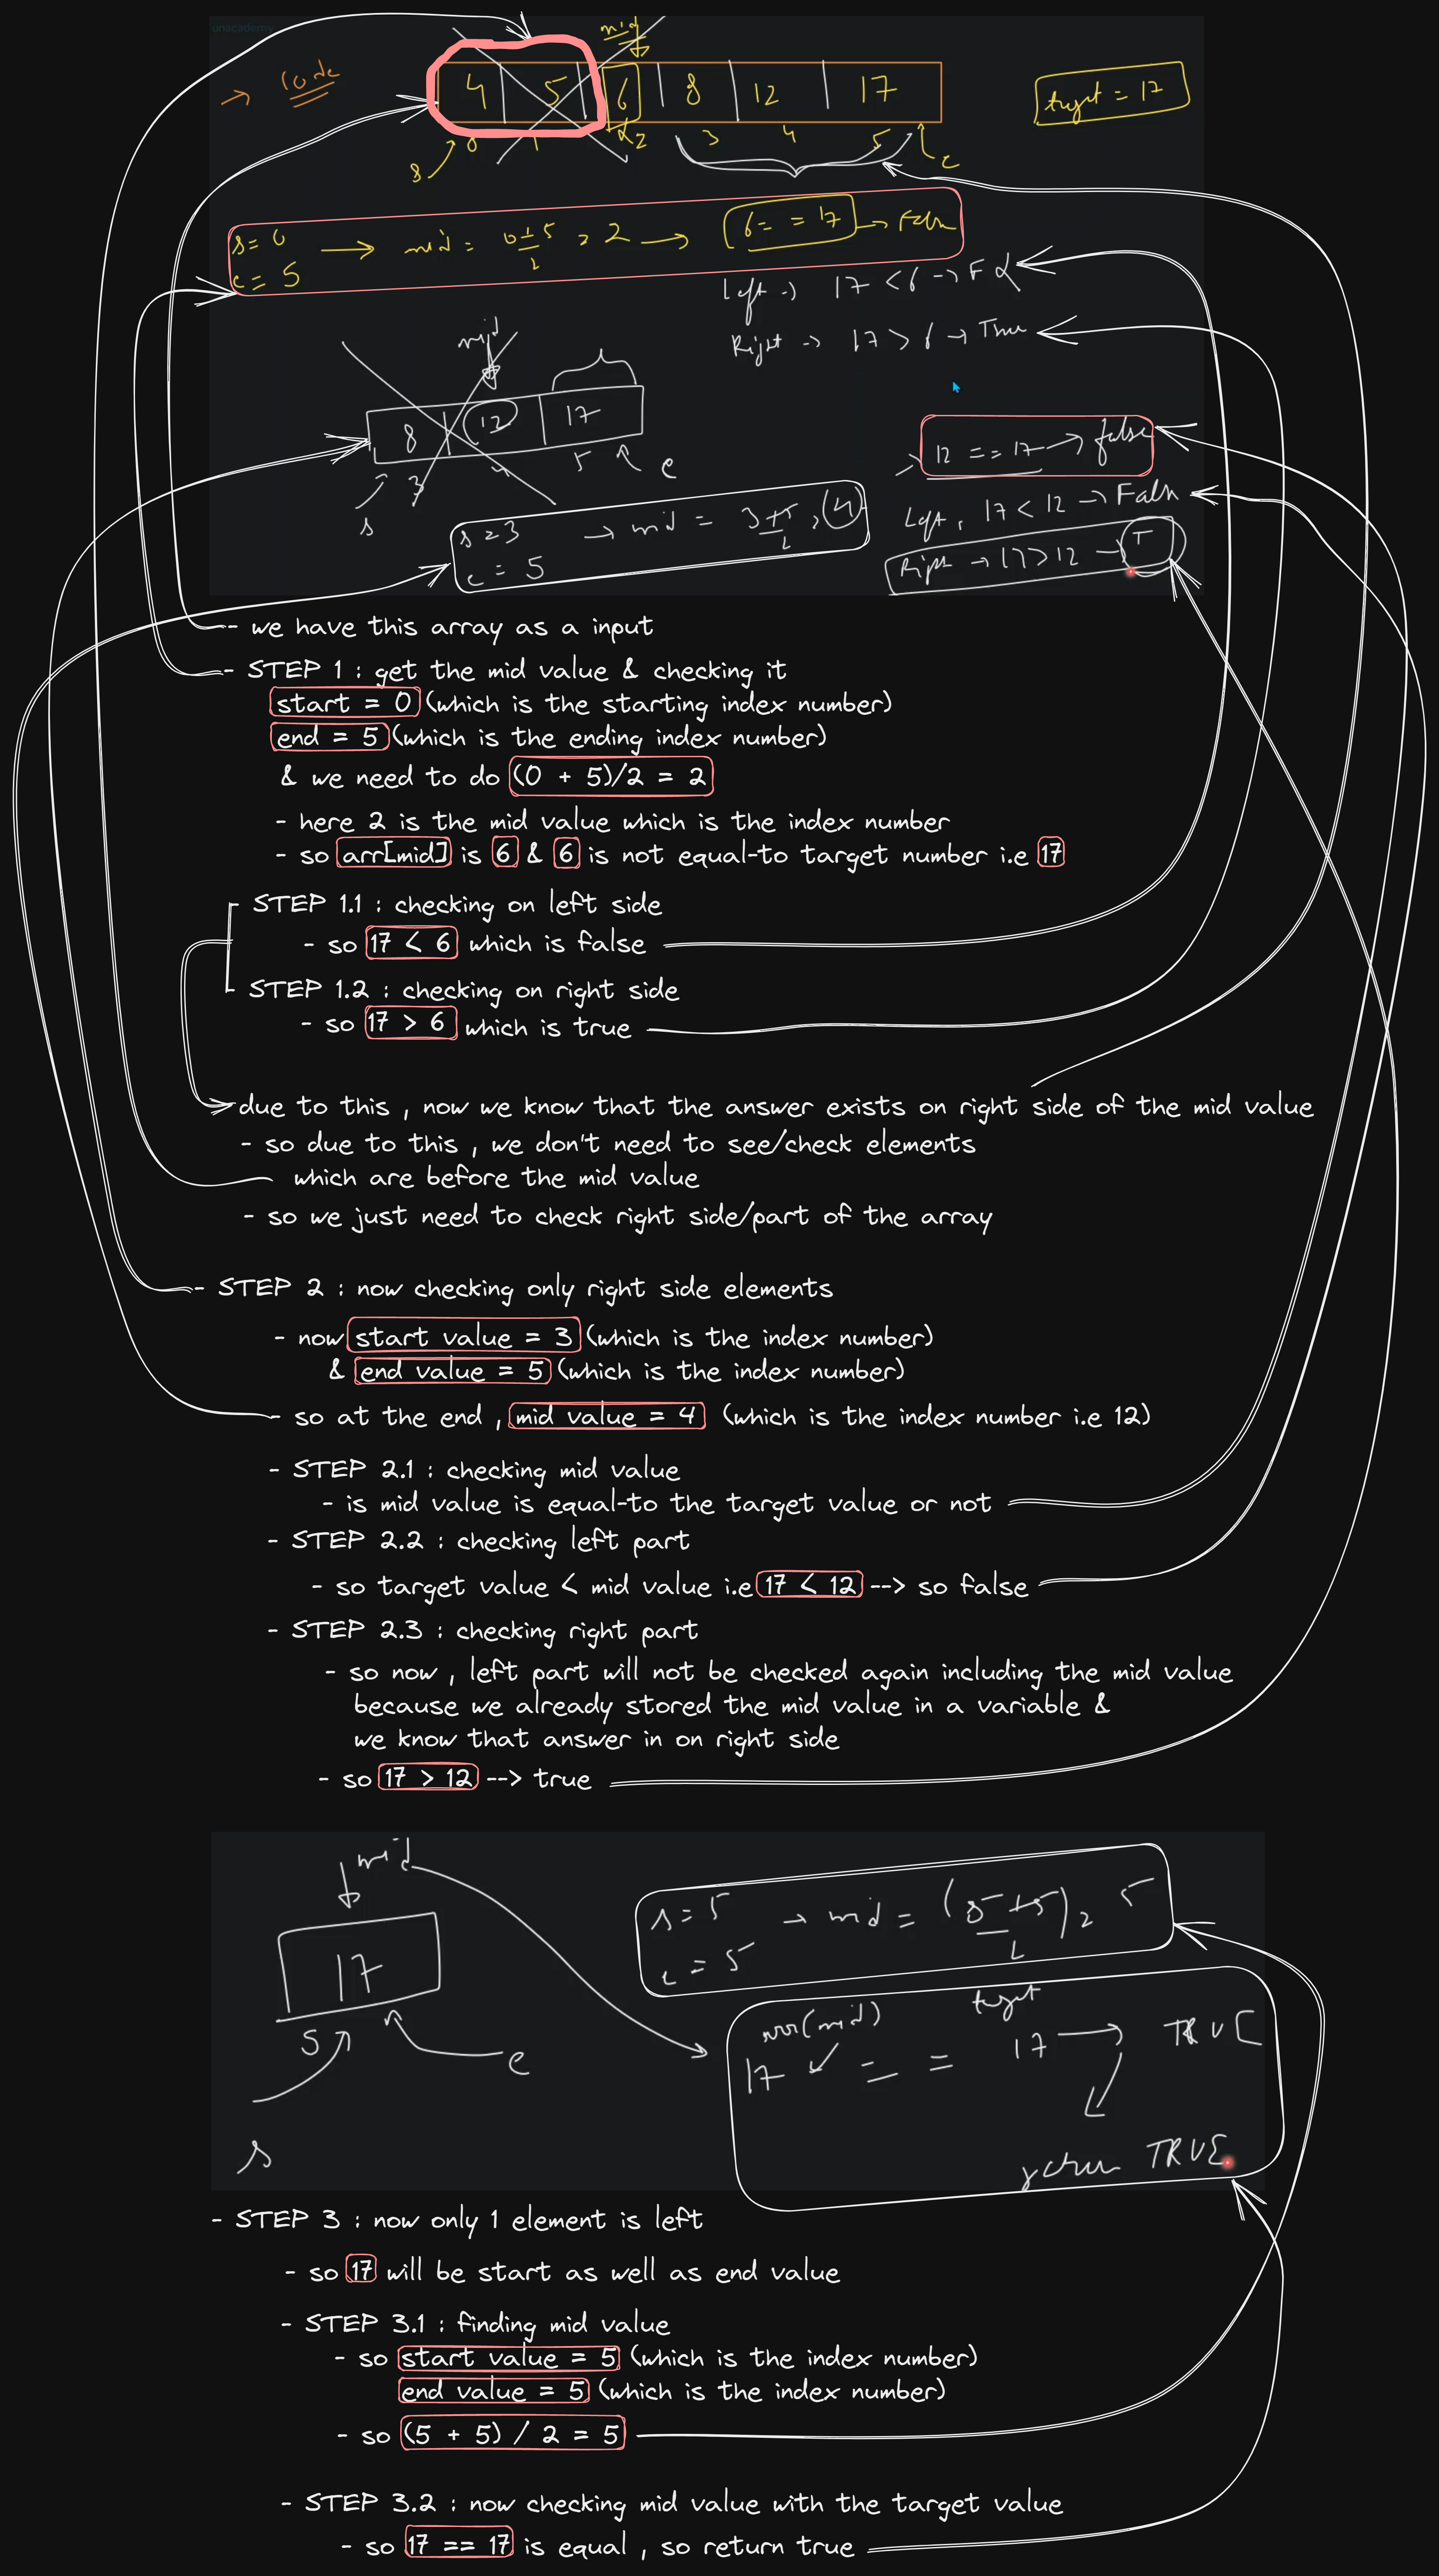 unacademy
→ code
mid
4 5 6 8 12 17
target = 17
0 1 2 3 4 5
s e
s = 0
e = 5
→ mid = 0+5/2 = 2 → 6 == 17 → False
Left → 17 < 6 → F
Right → 17 > 6 → True
mid
8 12 17
3 4 5
s e
12 == 17 → false
Left, 17 < 12 → False
Right → 17 > 12 → T
s = 3
e = 5
→ mid = 3+5/2, 4
- we have this array as a input
- STEP 1 : get the mid value & checking it
start = 0 (which is the starting index number)
end = 5 (which is the ending index number)
& we need to do (0 + 5)/2 = 2
- here 2 is the mid value which is the index number
- so arr[mid] is 6 & 6 is not equal-to target number i.e 17
- STEP 1.1 : checking on left side
- so 17 < 6 which is false
- STEP 1.2 : checking on right side
- so 17 > 6 which is true
due to this , now we know that the answer exists on right side of the mid value
- so due to this , we don't need to see/check elements
which are before the mid value
- so we just need to check right side/part of the array
- STEP 2 : now checking only right side elements
- now start value = 3 (which is the index number)
& end value = 5 (which is the index number)
- so at the end , mid value = 4 (which is the index number i.e 12)
- STEP 2.1 : checking mid value
- is mid value is equal-to the target value or not
- STEP 2.2 : checking left part
- so target value < mid value i.e 17 < 12 --> so false
- STEP 2.3 : checking right part
- so now , left part will not be checked again including the mid value
because we already stored the mid value in a variable &
we know that answer in on right side
- so 17 > 12 --> true
mid
17
5
s e
s = 5
e = 5
→ mid = (5+5/2) = 5
arr(mid) target
17 == 17 → TRUE
return TRUE
- STEP 3 : now only 1 element is left
- so 17 will be start as well as end value
- STEP 3.1 : finding mid value
- so start value = 5 (which is the index number)
end value = 5 (which is the index number)
- so (5 + 5) / 2 = 5
- STEP 3.2 : now checking mid value with the target value
- so 17 == 17 is equal , so return true